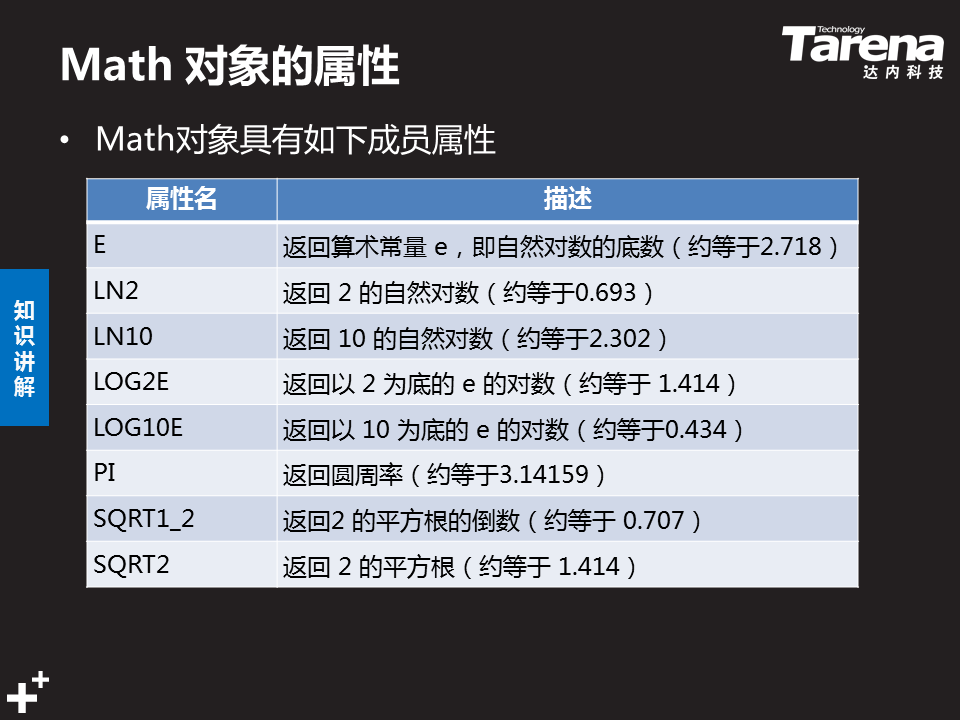 Math 对象的属性
Technology
Tarena
达内科技
• Math对象具有如下成员属性
知识讲解
属性名 描述
E 返回算术常量 e，即自然对数的底数（约等于2.718）
LN2 返回 2 的自然对数（约等于0.693）
LN10 返回 10 的自然对数（约等于2.302）
LOG2E 返回以 2 为底的 e 的对数（约等于 1.414）
LOG10E 返回以 10 为底的 e 的对数（约等于0.434）
PI 返回圆周率（约等于3.14159）
SQRT1_2 返回2 的平方根的倒数（约等于 0.707）
SQRT2 返回 2 的平方根（约等于 1.414）